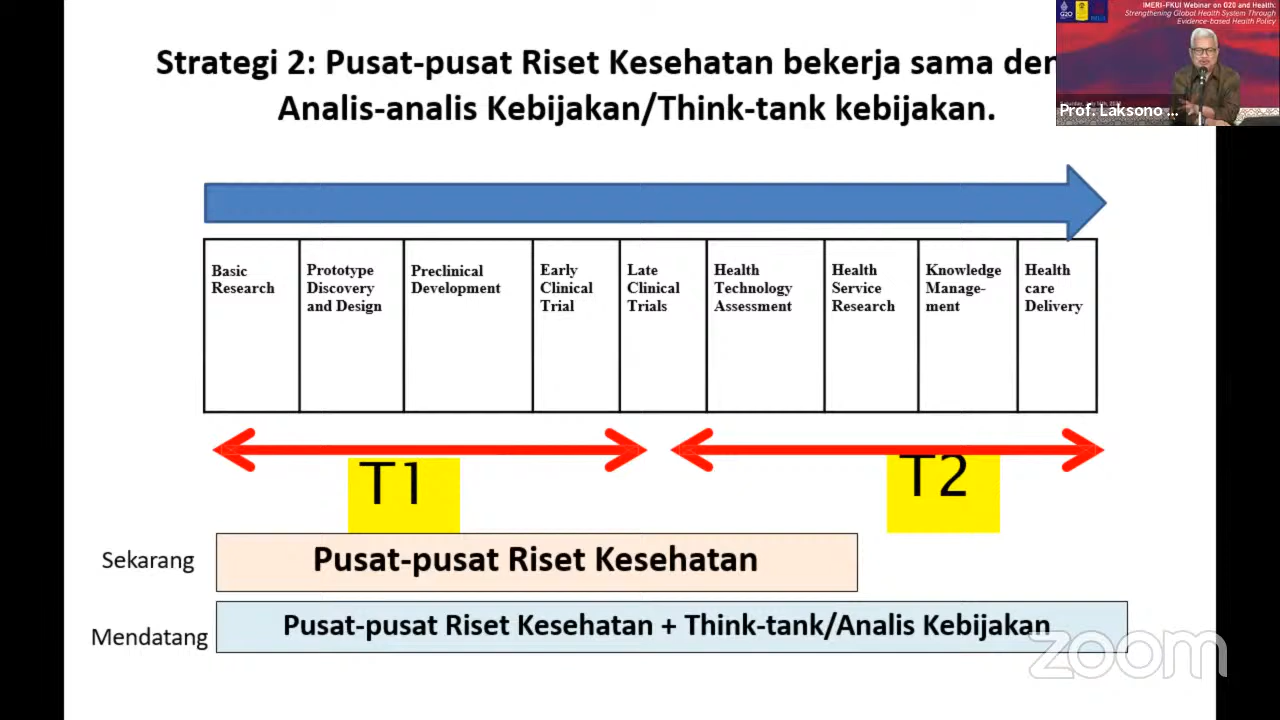 Strategi 2: Pusat-pusat Riset Kesehatan bekerja sama
Analis-analis Kebijakan/Think-tank kebijakan.
IMERI-FKUI Webinar on G20 and Health:
Strengthening Global Health System Through
Evidence-based Health Policy
Prof. Laksono ...
Basic
Research
Prototype
Discovery
and Design
Preclinical
Development
Early
Clinical
Trial
Late
Clinical
Trials
Health
Technology
Assessment
Health
Service
Research
Knowledge
Manage-
ment
Health
care
Delivery
T1
T2
Sekarang
Pusat-pusat Riset Kesehatan
Mendatang
Pusat-pusat Riset Kesehatan + Think-tank/Analis Kebijakan
zoom